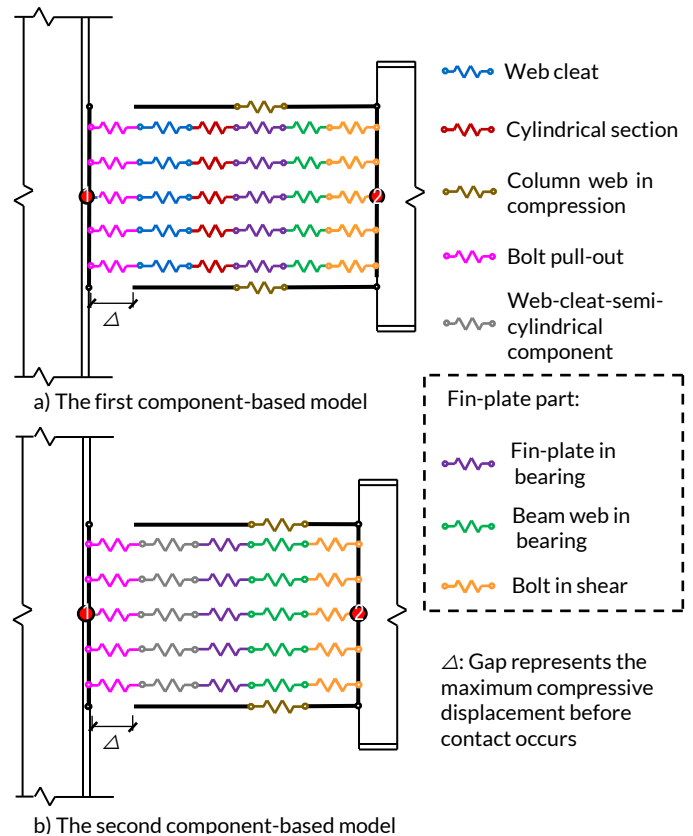 Web cleat
Cylindrical section
Column web in
compression
Bolt pull-out
Web-cleat-semi-
cylindrical
component
1
2
Δ
a) The first component-based model
Fin-plate part:
Fin-plate in
bearing
Beam web in
bearing
Bolt in shear
1
2
Δ
Δ: Gap represents the
maximum compressive
displacement before
contact occurs
b) The second component-based model